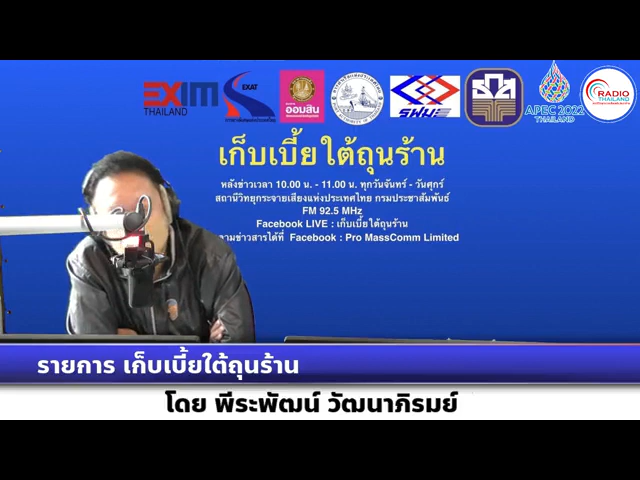 EXIM
THAILAND
EXAT
ออมสิน
รฟม
ธกส
APEC 2022
THAILAND
RADIO
THAILAND
เก็บเบี้ยใต้ถุนร้าน
หลังข่าวเวลา 10.00 น. - 11.00 น. ทุกวันจันทร์ - วันศุกร์
สถานีวิทยุกระจายเสียงแห่งประเทศไทย กรมประชาสัมพันธ์
FM 92.5 MHz
Facebook LIVE : เก็บเบี้ยใต้ถุนร้าน
ตามข่าวสารได้ที่ Facebook : Pro MassComm Limited
รายการ เก็บเบี้ยใต้ถุนร้าน
โดย พีระพัฒน์ วัฒนาภิรมย์